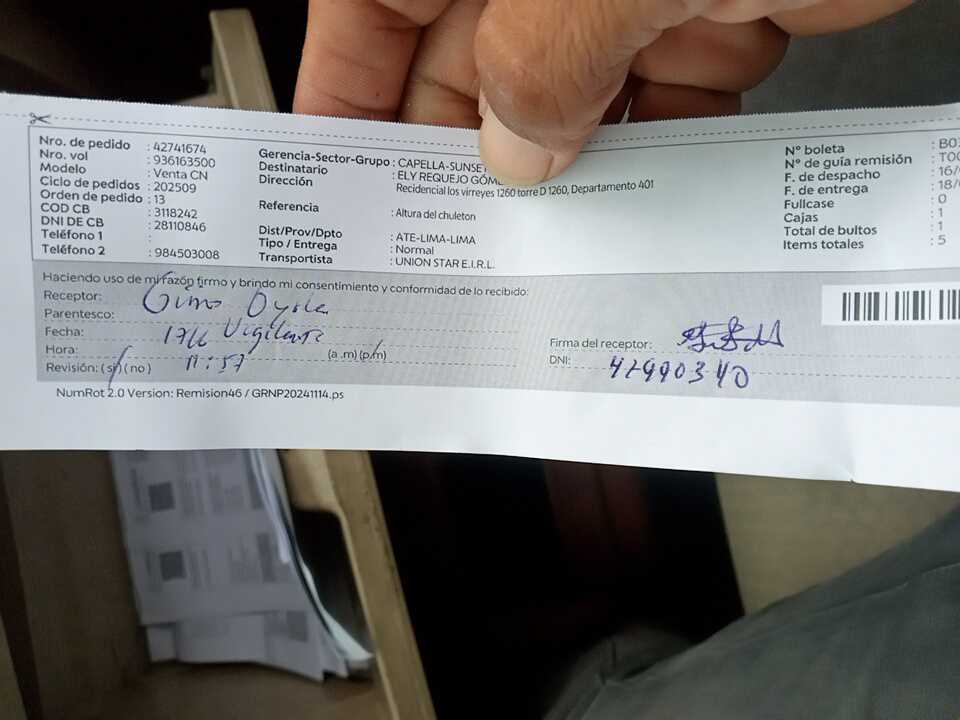 Nro. de pedido : 42741674
Nro. vol : 936163500
Modelo : Venta CN
Ciclo de pedidos : 202509
Orden de pedido : 13
COD CB : 3118242
DNI DE CB : 28110846
Teléfono 1 :
Teléfono 2 : 984503008
Gerencia-Sector-Grupo : CAPELLA-SUNSET
Destinatario : ELY REQUEJO GÓM
Dirección : Recidencial los virreyes 1260 torre D 1260, Departamento 401
Referencia : Altura del chuleton
Dist/Prov/Dpto : ATE-LIMA-LIMA
Tipo / Entrega : Normal
Transportista : UNION STAR E.I.R.L.
N° boleta : B0
N° de guía remisión : T00
F. de despacho : 16/
F. de entrega : 18/
Fullcase : 0
Cajas : 1
Total de bultos : 1
Items totales : 5
Haciendo uso de mi razón firmo y brindo mi consentimiento y conformidad de lo recibido:
Receptor:
Parentesco: Vigilante
Fecha:
Hora: 11:57 (a.m) (p.m)
Revisión: (si) (no)
Firma del receptor:
DNI:
NumRot 2.0 Version: Remision46 / GRNP20241114.ps